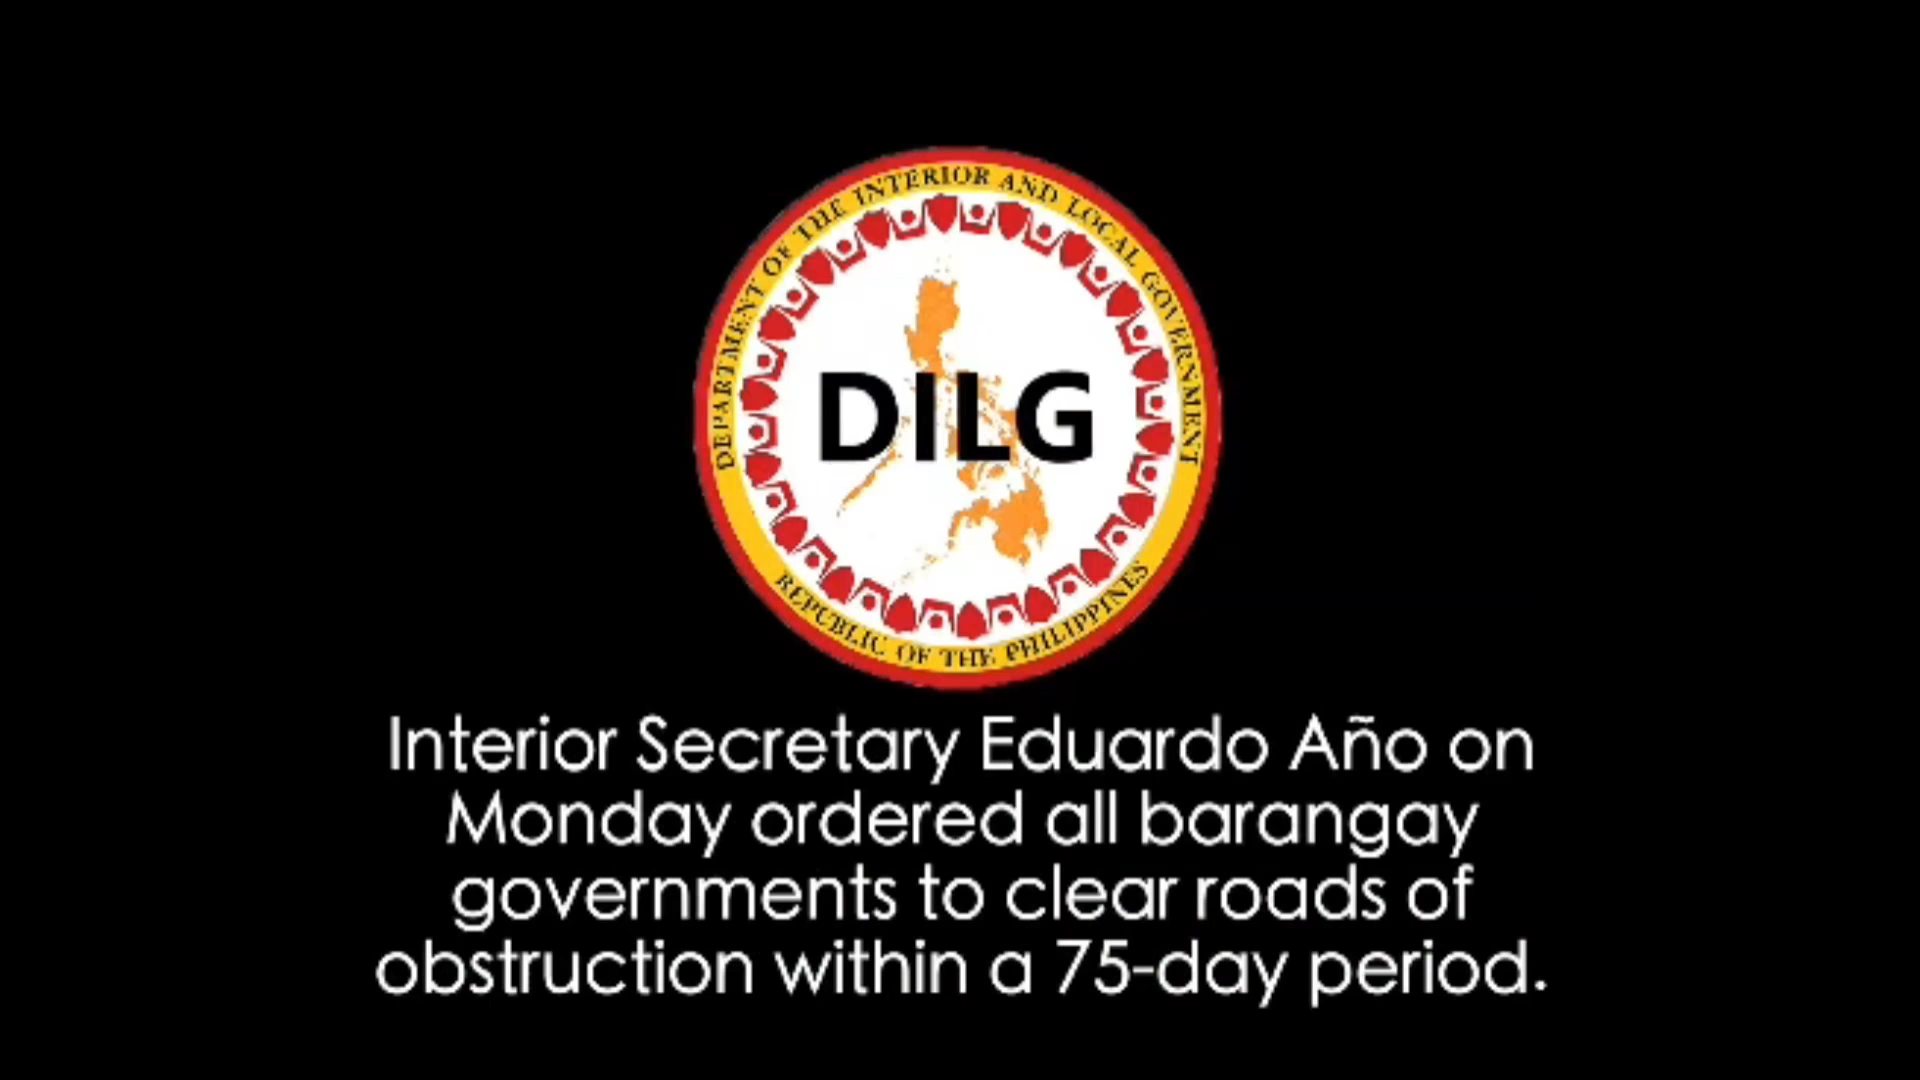 DEPARTMENT OF THE INTERIOR AND LOCAL GOVERNMENT
DILG
REPUBLIC OF THE PHILIPPINES
Interior Secretary Eduardo Año on
Monday ordered all barangay
governments to clear roads of
obstruction within a 75-day period.